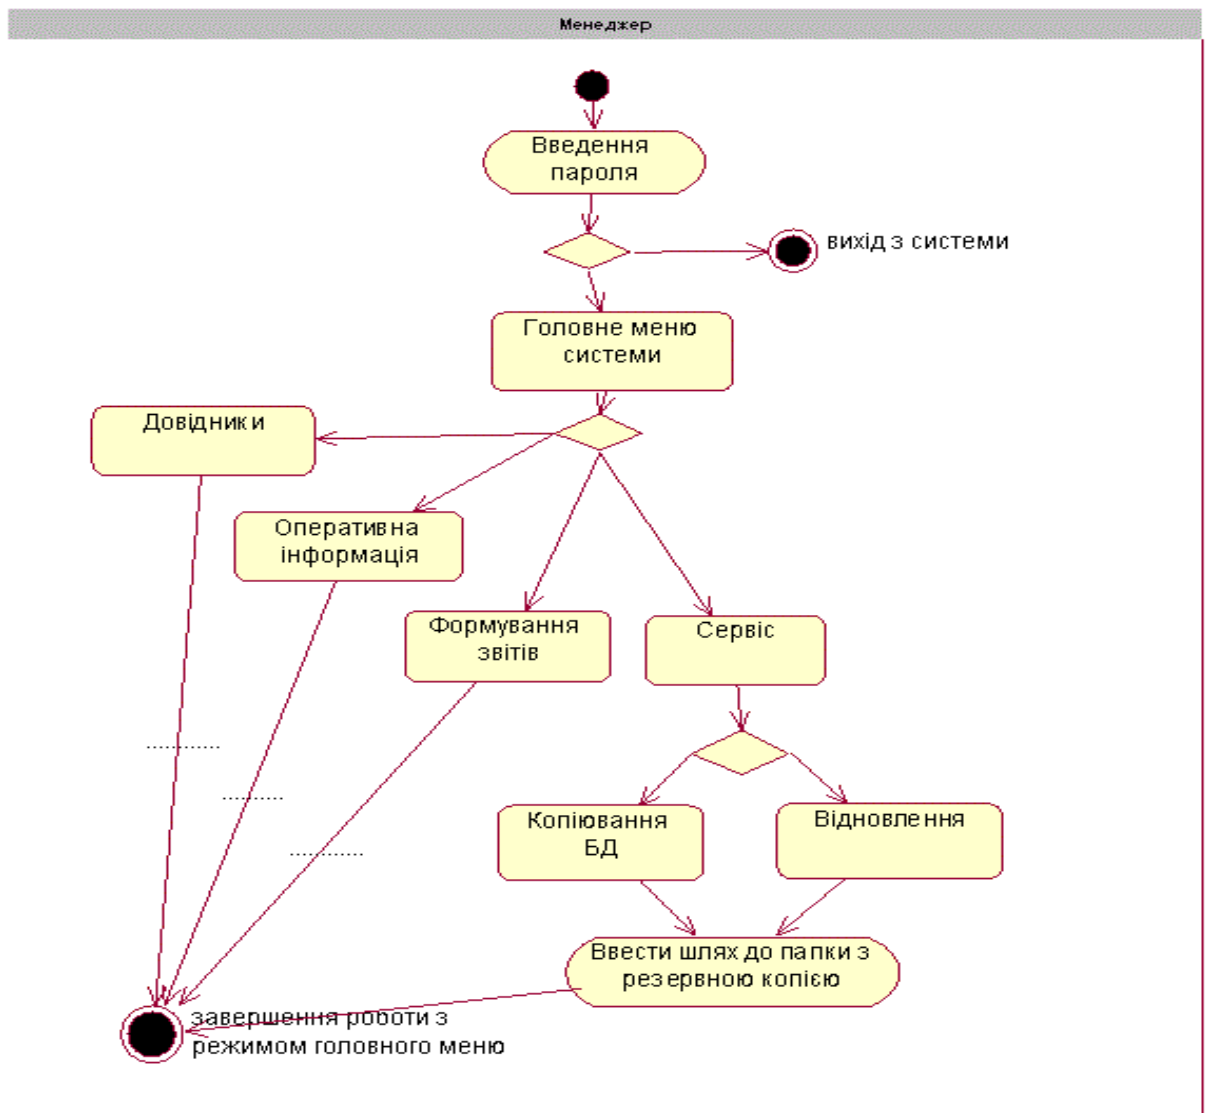 Менеджер
Введення
пароля
вихід з системи
Головне меню
системи
Довідники
Оперативна
інформація
Формування
звітів
Сервіс
Копіювання
БД
Відновлення
Ввести шлях до папки з
резервною копією
завершення роботи з
режимом головного меню